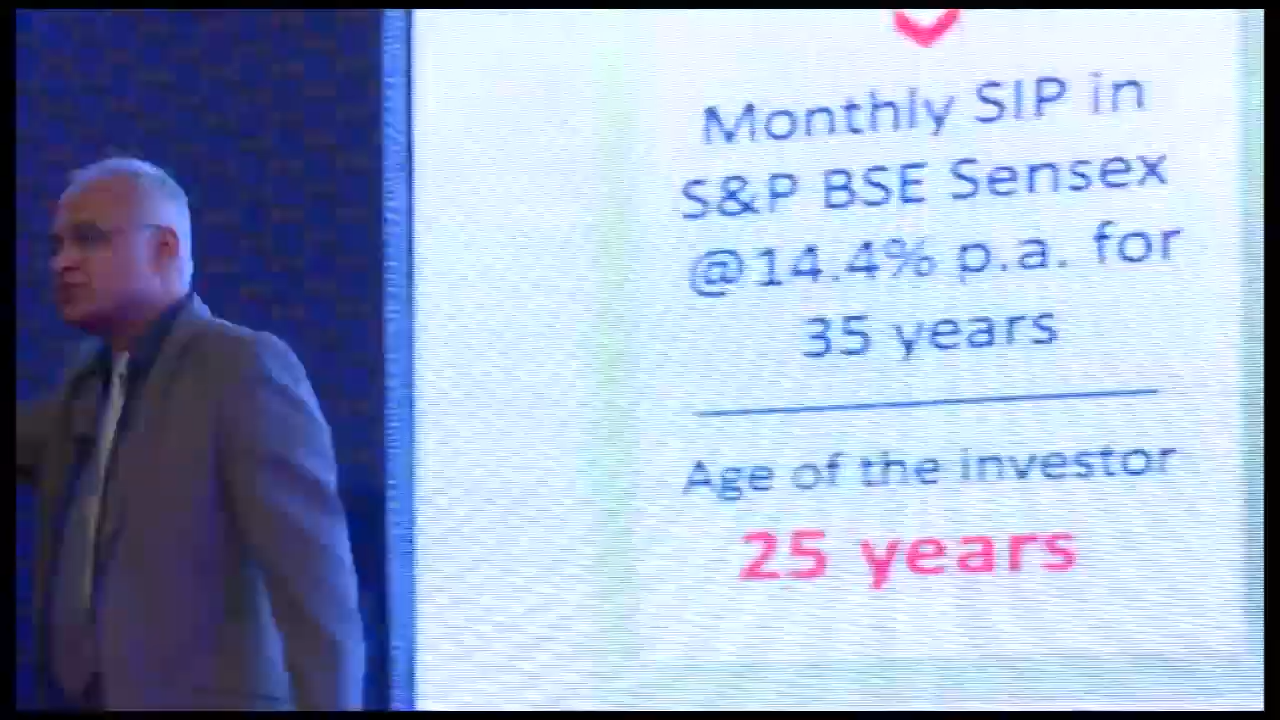 Monthly SIP in
S&P BSE Sensex
@14.4% p.a. for
35 years
Age of the investor
25 years